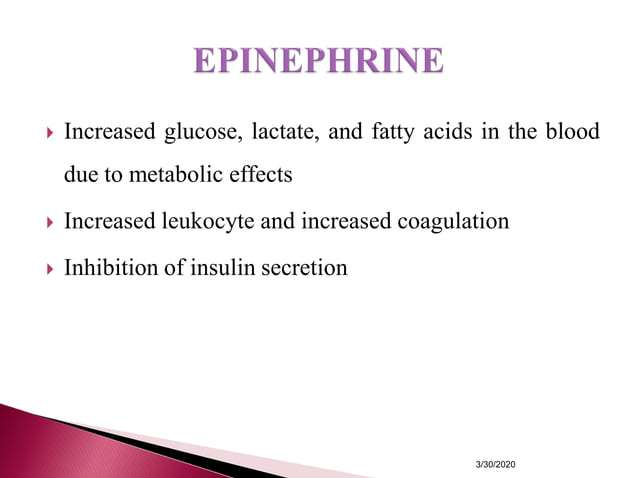 EPINEPHRINE
Increased glucose, lactate, and fatty acids in the blood
due to metabolic effects
Increased leukocyte and increased coagulation
Inhibition of insulin secretion
3/30/2020